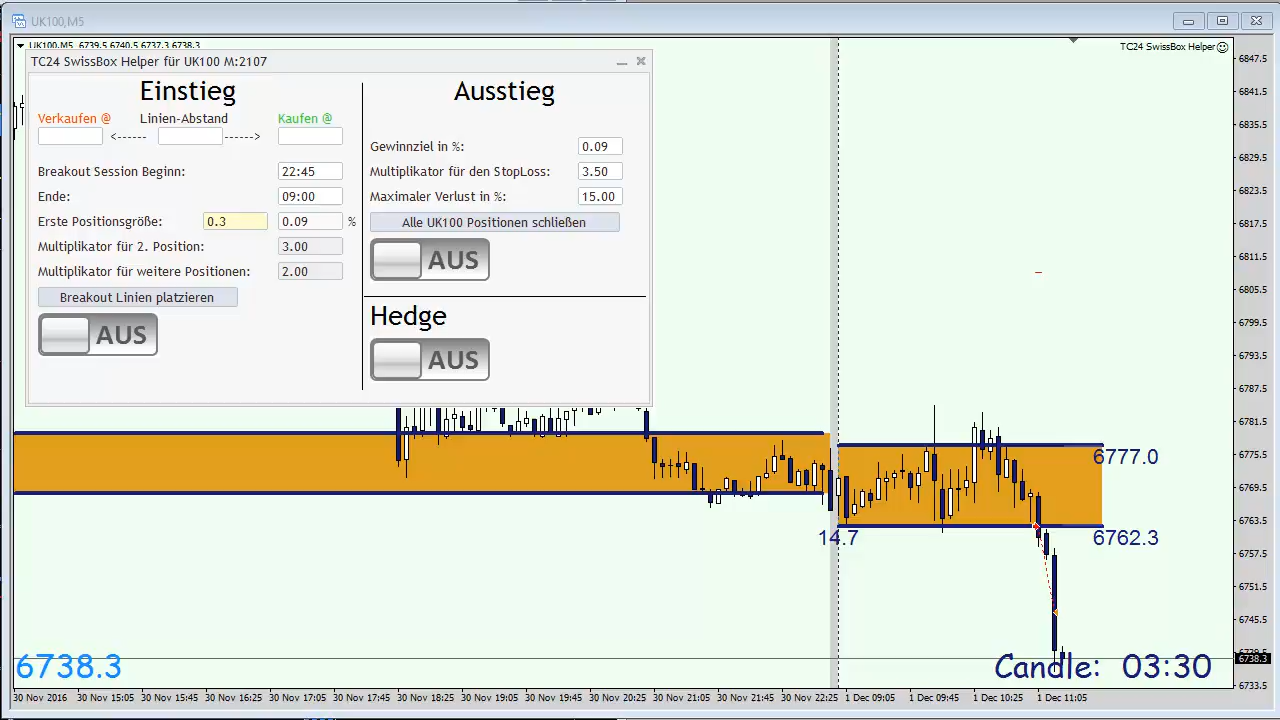 UK100,M5
UK100,M5 6739.5 6740.5 6737.3 6738.3
TC24 SwissBox Helper
TC24 SwissBox Helper für UK100 M:2107
Einstieg
Verkaufen @ Linien-Abstand Kaufen @
<------ ------>
Breakout Session Beginn: 22:45
Ende: 09:00
Erste Positionsgröße: 0.3 0.09 %
Multiplikator für 2. Position: 3.00
Multiplikator für weitere Positionen: 2.00
Breakout Linien platzieren
AUS
Ausstieg
Gewinnziel in %: 0.09
Multiplikator für den StopLoss: 3.50
Maximaler Verlust in %: 15.00
Alle UK100 Positionen schließen
AUS
Hedge
AUS
6847.5
6841.5
6835.5
6829.5
6823.5
6817.5
6811.5
6805.5
6799.5
6793.5
6787.5
6781.5
6775.5
6769.5
6763.5
6757.5
6751.5
6745.5
6738.3
6733.5
6777.0
14.7
6762.3
6738.3
Candle: 03:30
30 Nov 2016 30 Nov 15:05 30 Nov 15:45 30 Nov 16:25 30 Nov 17:05 30 Nov 17:45 30 Nov 18:25 30 Nov 19:05 30 Nov 19:45 30 Nov 20:25 30 Nov 21:05 30 Nov 21:45 30 Nov 22:25 1 Dec 09:05 1 Dec 09:45 1 Dec 10:25 1 Dec 11:05